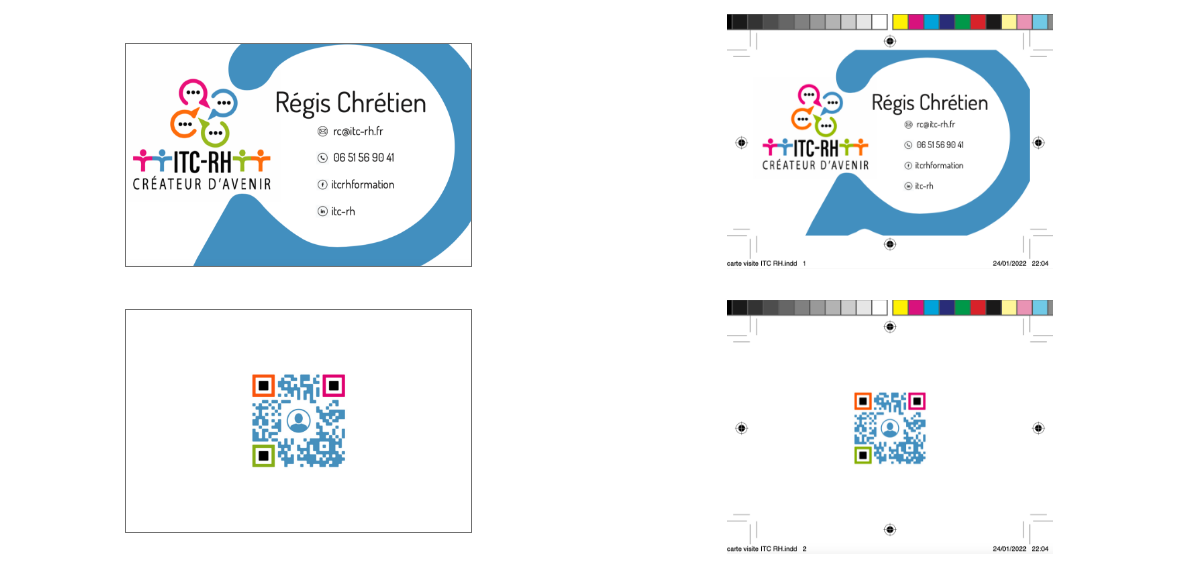 Régis Chrétien
rc@itc-rh.fr
06 51 56 90 41
itcrhformation
itc-rh
ITC-RH
CRÉATEUR D'AVENIR
Régis Chrétien
rc@itc-rh.fr
06 51 56 90 41
itcrhformation
itc-rh
ITC-RH
CRÉATEUR D'AVENIR
carte visite ITC RH.indd 1
24/01/2022 22:04
carte visite ITC RH.indd 2
24/01/2022 22:04